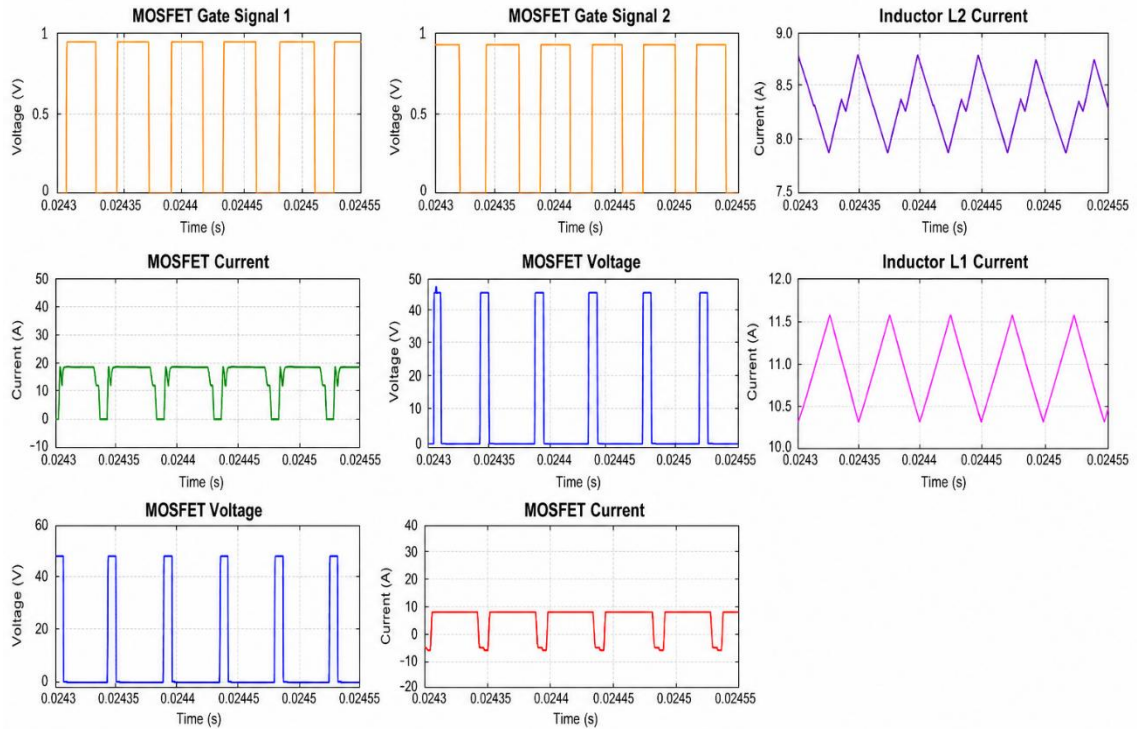 MOSFET Gate Signal 1
1
0.5
0
Voltage (V)
0.0243 0.02435 0.0244 0.02445 0.0245 0.02455
Time (s)
MOSFET Gate Signal 2
1
0.5
0
Voltage (V)
0.0243 0.02435 0.0244 0.02445 0.0245 0.02455
Time (s)
Inductor L2 Current
9.0
8.5
8.0
7.5
Current (A)
0.0243 0.02435 0.0244 0.02445 0.0245 0.02455
Time (s)
MOSFET Current
50
50
30
20
10
0
-10
Current (A)
0.0243 0.02435 0.0244 0.02445 0.0245 0.02455
Time (s)
MOSFET Voltage
50
40
30
20
10
0
Voltage (V)
0.0243 0.02435 0.0244 0.02445 0.0245 0.02455
Time (s)
Inductor L1 Current
12.0
11.5
11.0
10.5
10.0
Current (A)
0.0243 0.02435 0.0244 0.02445 0.0245 0.02455
Time (s)
MOSFET Voltage
60
40
20
0
Voltage (V)
0.0243 0.02435 0.0244 0.02445 0.0245 0.02455
Time (s)
MOSFET Current
40
30
20
10
0
-10
-20
Current (A)
0.0243 0.02435 0.0244 0.02445 0.0245 0.02455
Time (s)